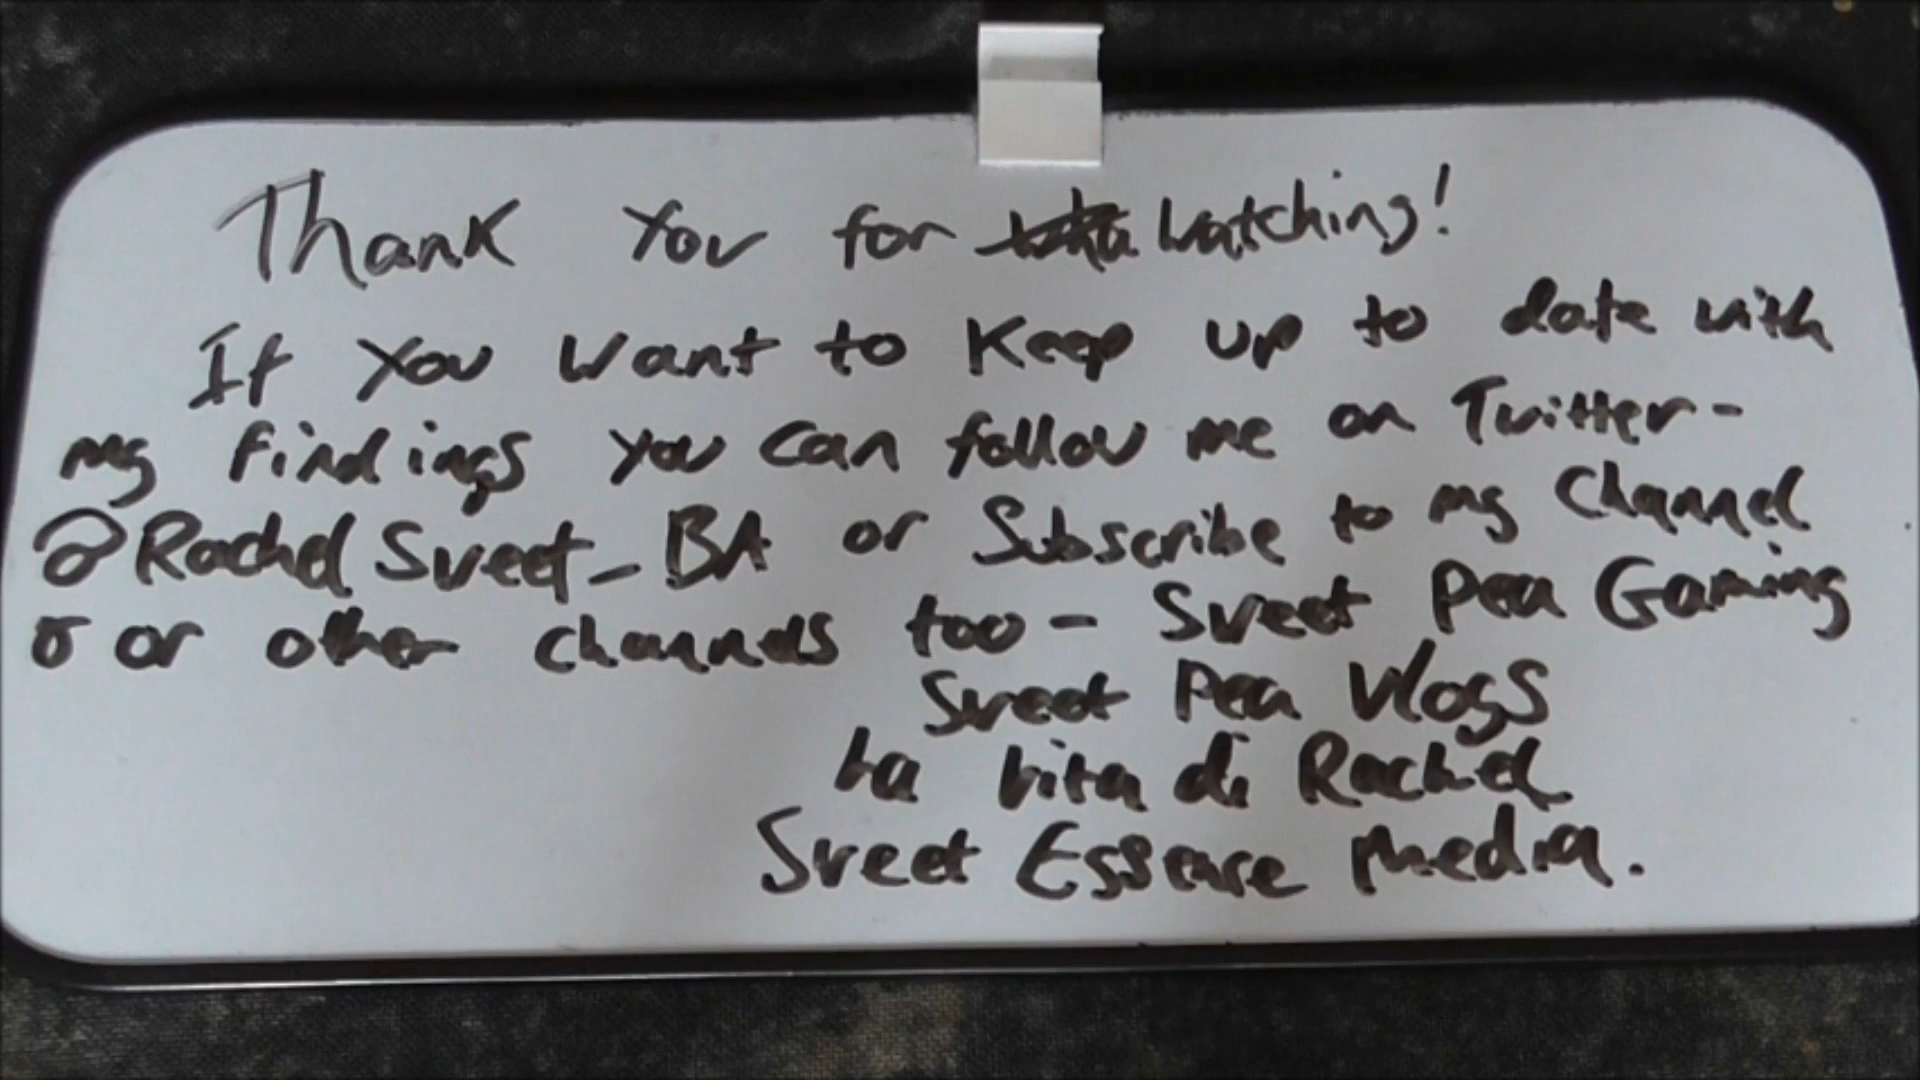 Thank You for watching!
If You want to Keep up to date with
my findings you can follow me on Twitter-
@RachelSweet_BA or Subscribe to my Channel
or other channels too - Sweet Pea Gaming
Sweet Pea Vlogs
La Vita di Rachel
Sweet Essence Media.